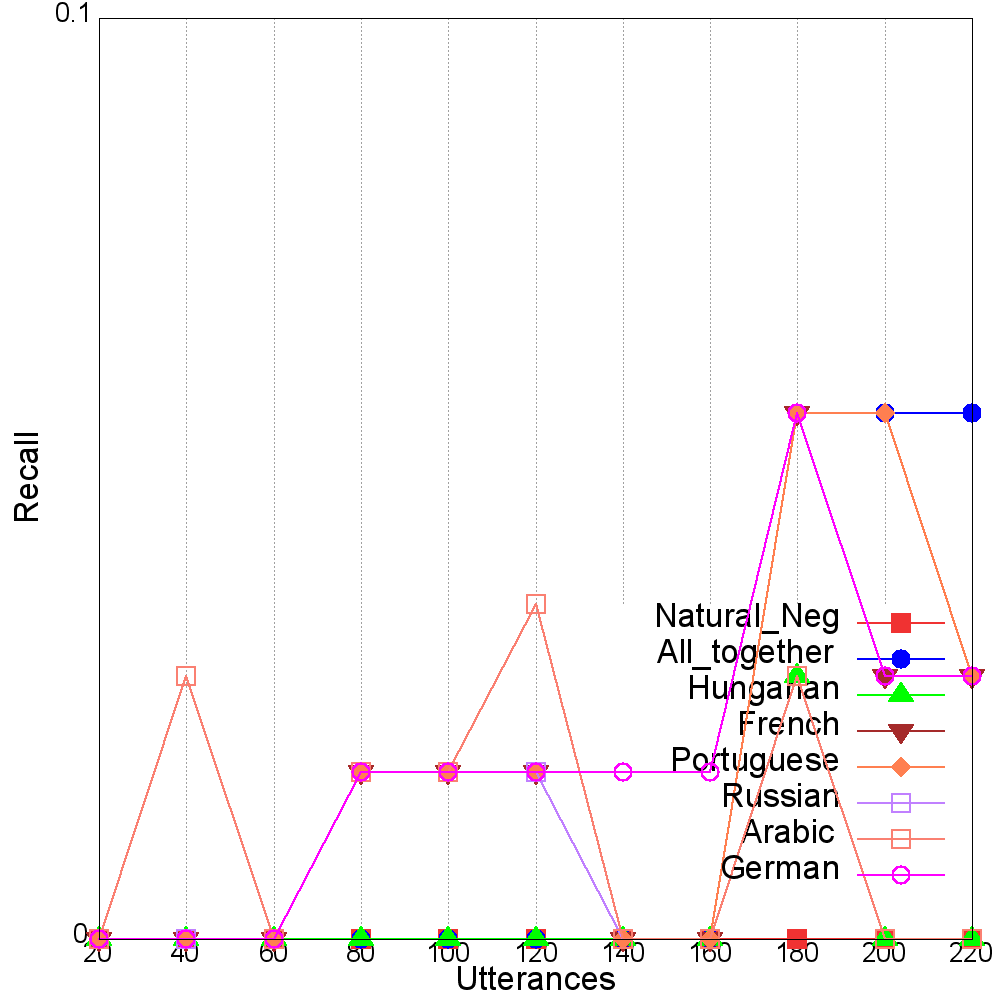 0.1
Recall
Natural_Neg
All_together
Hungarian
French
Portuguese
Russian
Arabic
German
0
20 40 60 80 100 120 140 160 180 200 220
Utterances